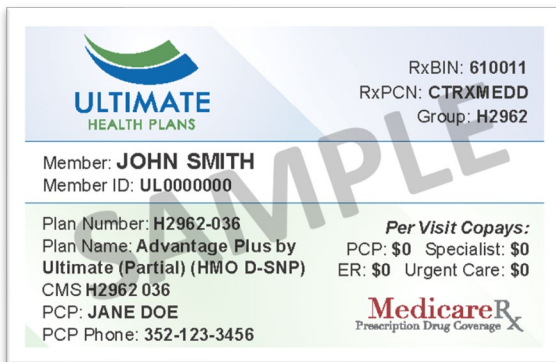 ULTIMATE
HEALTH PLANS
RxBIN: 610011
RxPCN: CTRXMEDD
Group: H2962
SAMPLE
Member: JOHN SMITH
Member ID: UL0000000
Plan Number: H2962-036
Plan Name: Advantage Plus by
Ultimate (Partial) (HMO D-SNP)
CMS H2962 036
PCP: JANE DOE
PCP Phone: 352-123-3456
Per Visit Copays:
PCP: $0 Specialist: $0
ER: $0 Urgent Care: $0
MedicareRx
Prescription Drug Coverage